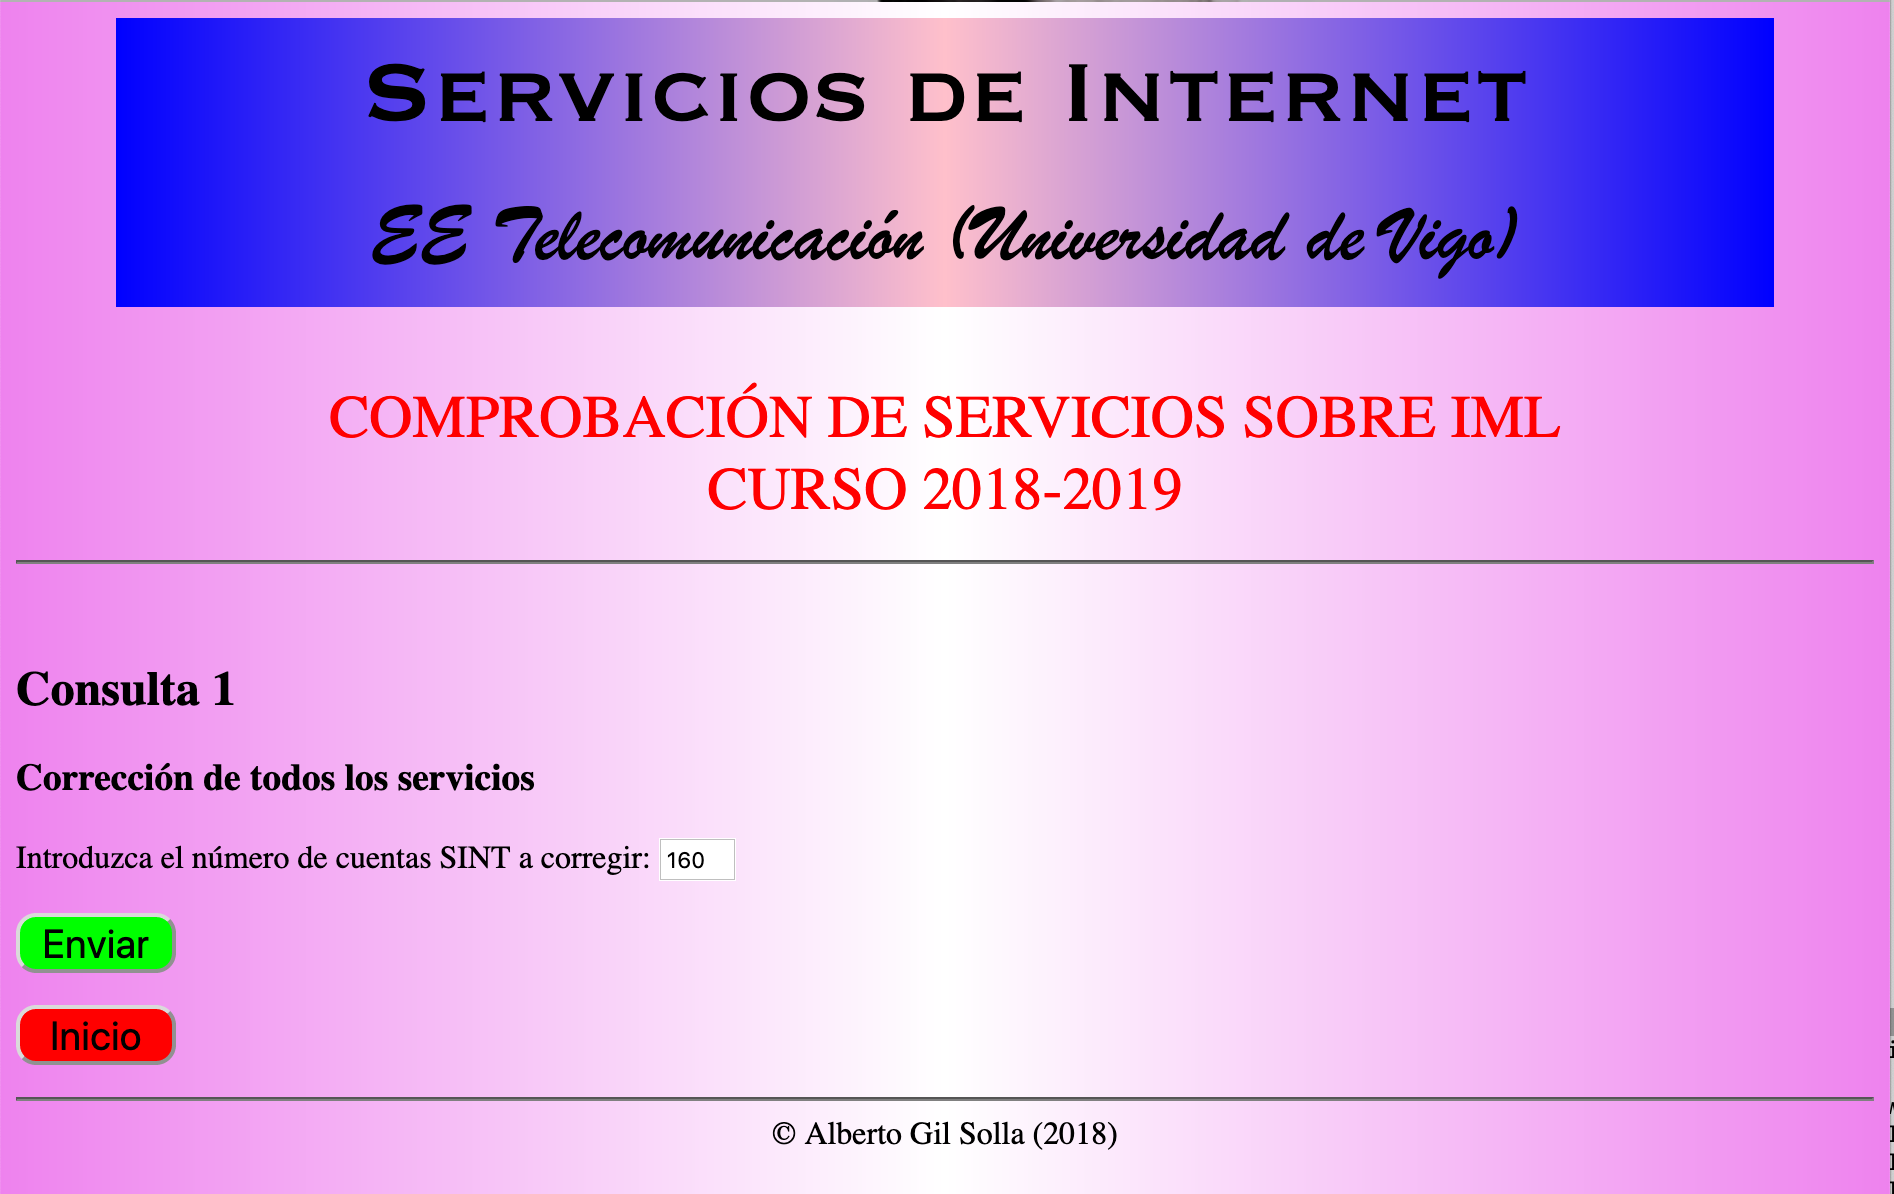 Servicios de Internet
EE Telecomunicación (Universidad de Vigo)
COMPROBACIÓN DE SERVICIOS SOBRE IML
CURSO 2018-2019
Consulta 1
Corrección de todos los servicios
Introduzca el número de cuentas SINT a corregir: 160
Enviar
Inicio
© Alberto Gil Solla (2018)